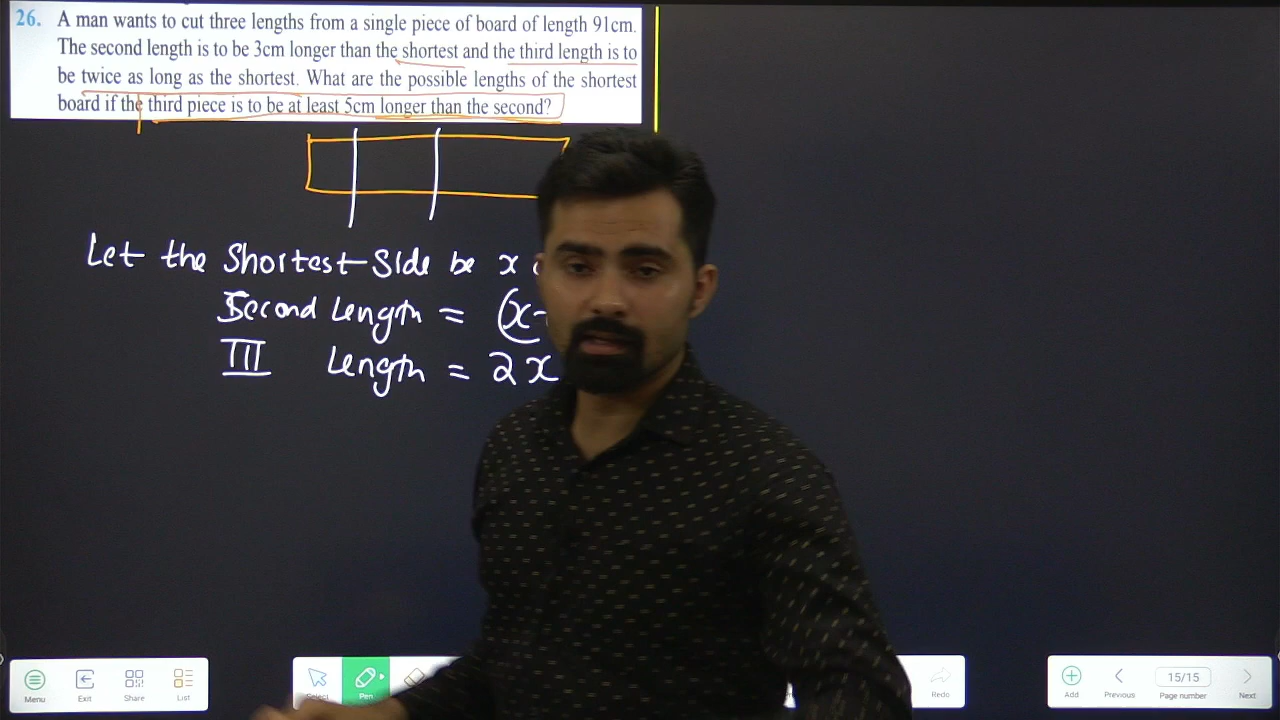 26. A man wants to cut three lengths from a single piece of board of length 91cm.
The second length is to be 3cm longer than the shortest and the third length is to
be twice as long as the shortest. What are the possible lengths of the shortest
board if the third piece is to be at least 5cm longer than the second?
Let the Shortest Side be x
Second Length = (x-
III Length = 2x
Menu Exit Share List Select Pen Redo Add Previous 15/15 Page number Next